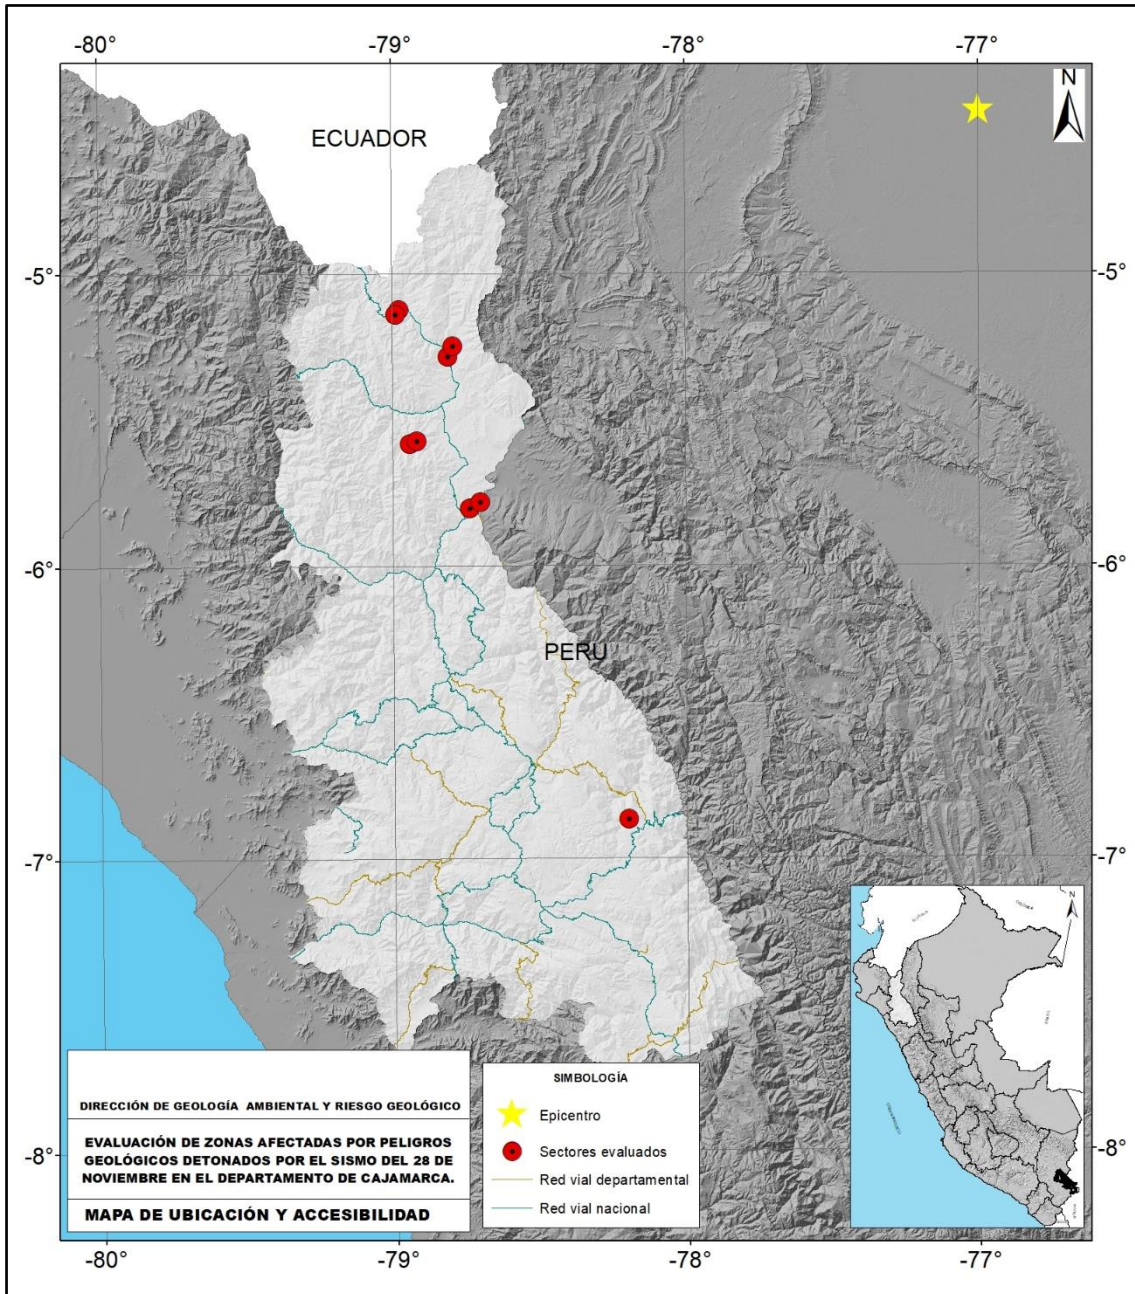 -80°
-79°
-78°
-77°
N
ECUADOR
-5°
-5°
-6°
-6°
PERU
-7°
-7°
N
DIRECCIÓN DE GEOLOGÍA AMBIENTAL Y RIESGO GEOLÓGICO
EVALUACIÓN DE ZONAS AFECTADAS POR PELIGROS
GEOLÓGICOS DETONADOS POR EL SISMO DEL 28 DE
NOVIEMBRE EN EL DEPARTAMENTO DE CAJAMARCA.
MAPA DE UBICACIÓN Y ACCESIBILIDAD
SIMBOLOGÍA
Epicentro
Sectores evaluados
Red vial departamental
Red vial nacional
-8°
-8°
-80°
-79°
-78°
-77°